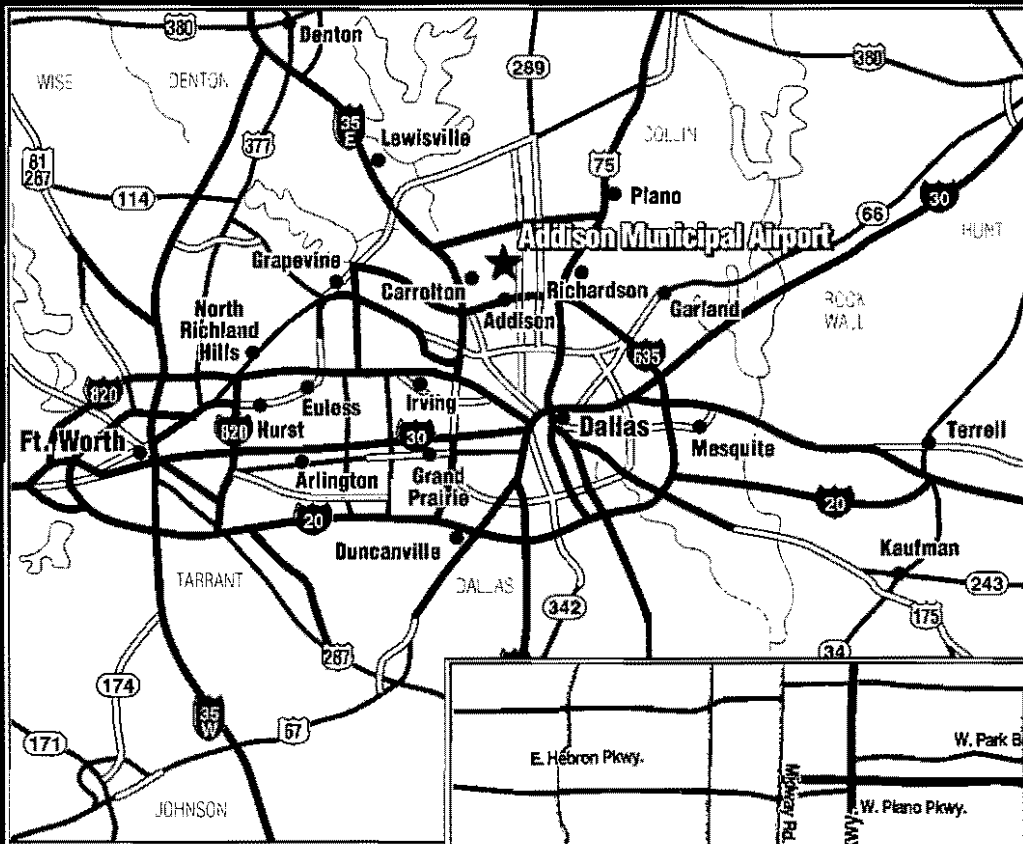 380
Denton
289
380
WISE
DENTON
35
E
Lewisville
COLLIN
377
75
81
287
114
Plano
30
66
HUNT
Addison Municipal Airport
Grapevine
Carrolton
Richardson
Garland
ROCK
WALL
North
Richland
Hills
Addison
635
820
Euless
Irving
820
Hurst
30
Dallas
Ft. Worth
Mesquite
Terrell
Arlington
Grand
Prairie
20
20
Duncanville
Kaufman
TARRANT
DALLAS
243
342
175
34
287
174
35
W
67
171
JOHNSON
E. Hebron Pkwy.
W. Park B
Midway Rd.
W. Plano Pkwy.
kwy